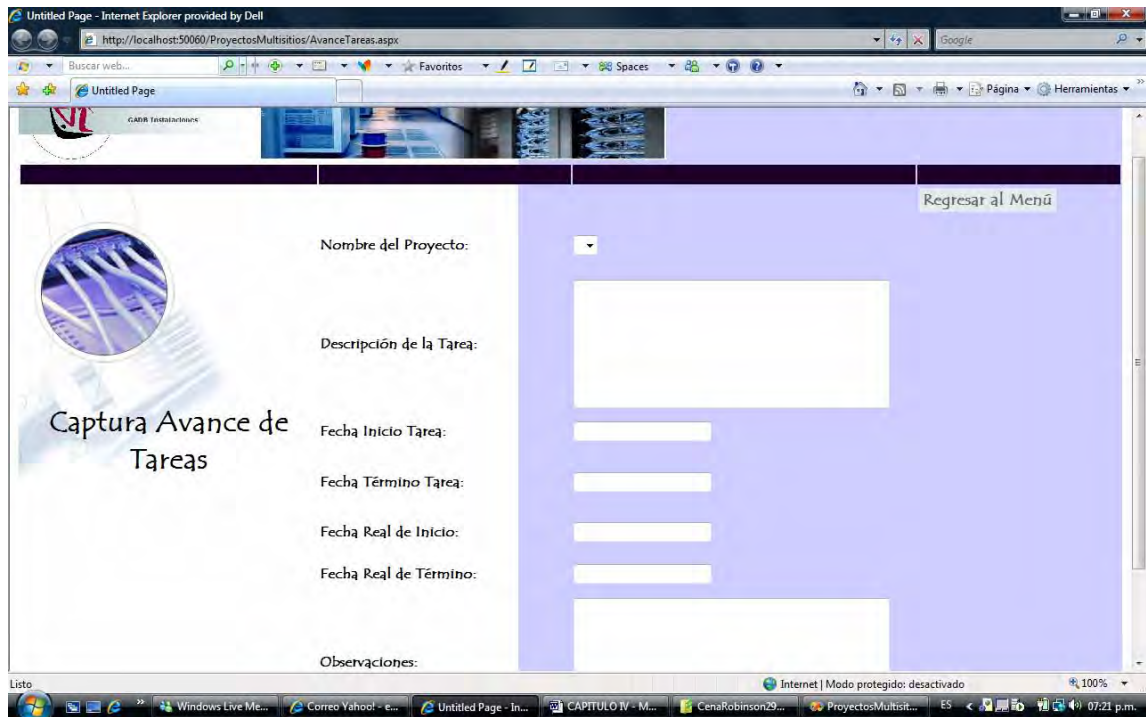 Untitled Page - Internet Explorer provided by Dell
http://localhost:50060/ProyectosMultisitios/AvanceTareas.aspx
Google
Buscar web...
Favoritos
Spaces
Untitled Page
Página
Herramientas
GADB Instalaciones
Regresar al Menú
Nombre del Proyecto:
Descripción de la Tarea:
Captura Avance de
Tareas
Fecha Inicio Tarea:
Fecha Término Tarea:
Fecha Real de Inicio:
Fecha Real de Término:
Observaciones:
Listo
Internet | Modo protegido: desactivado
100%
Windows Live Me...
Correo Yahoo! - e...
Untitled Page - In...
CAPITULO IV - M...
CenaRobinson29...
ProyectosMultisit...
ES
07:21 p.m.